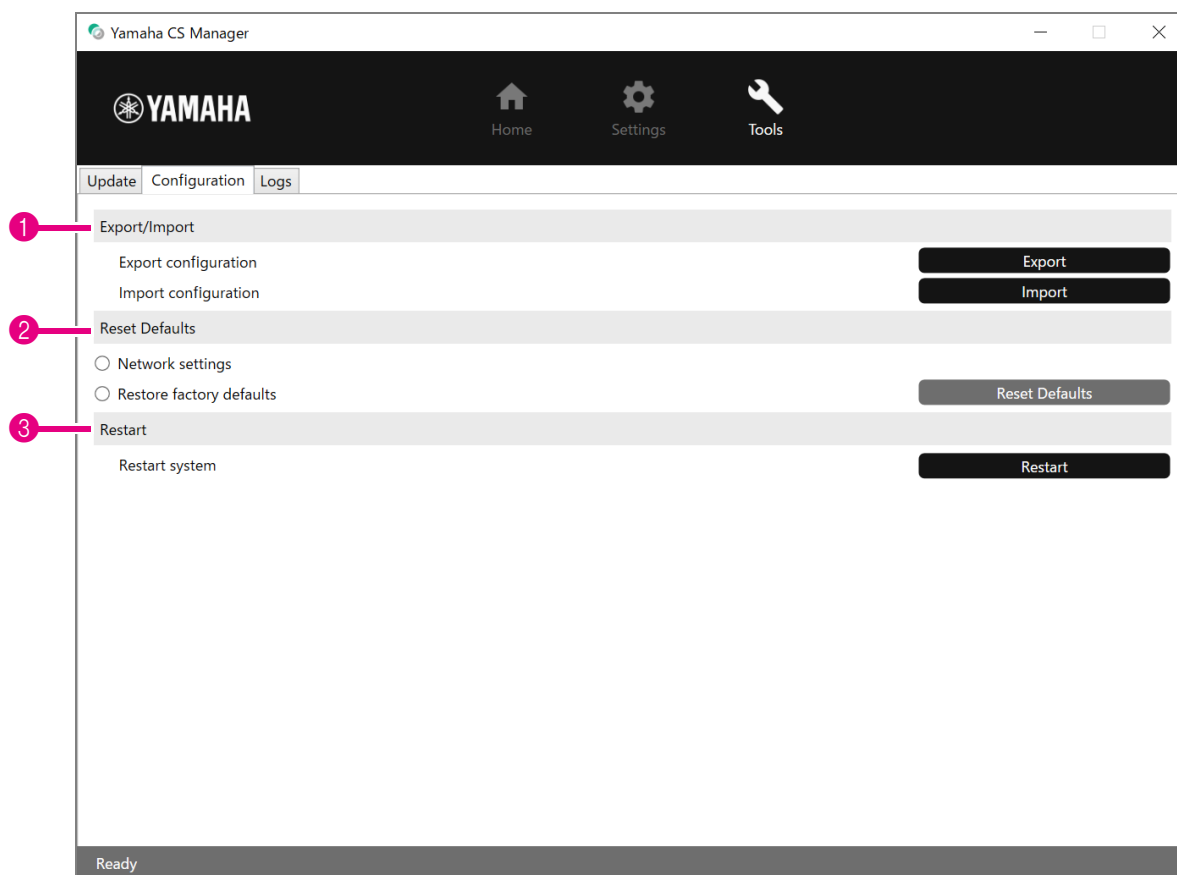 Yamaha CS Manager
YAMAHA
Home
Settings
Tools
Update
Configuration
Logs
1
Export/Import
Export configuration
Export
Import configuration
Import
2
Reset Defaults
Network settings
Restore factory defaults
Reset Defaults
3
Restart
Restart system
Restart
Ready